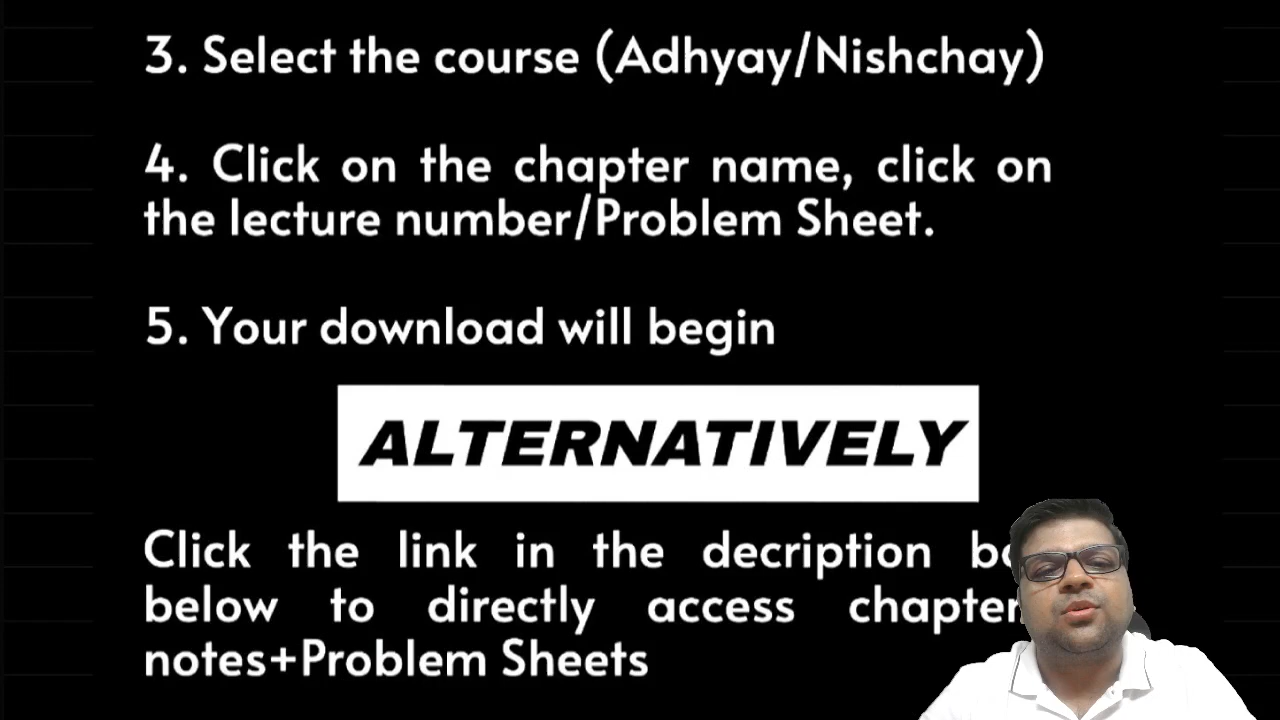 3. Select the course (Adhyay/Nishchay)
4. Click on the chapter name, click on
the lecture number/Problem Sheet.
5. Your download will begin
ALTERNATIVELY
Click the link in the decription
below to directly access chapter
notes+Problem Sheets